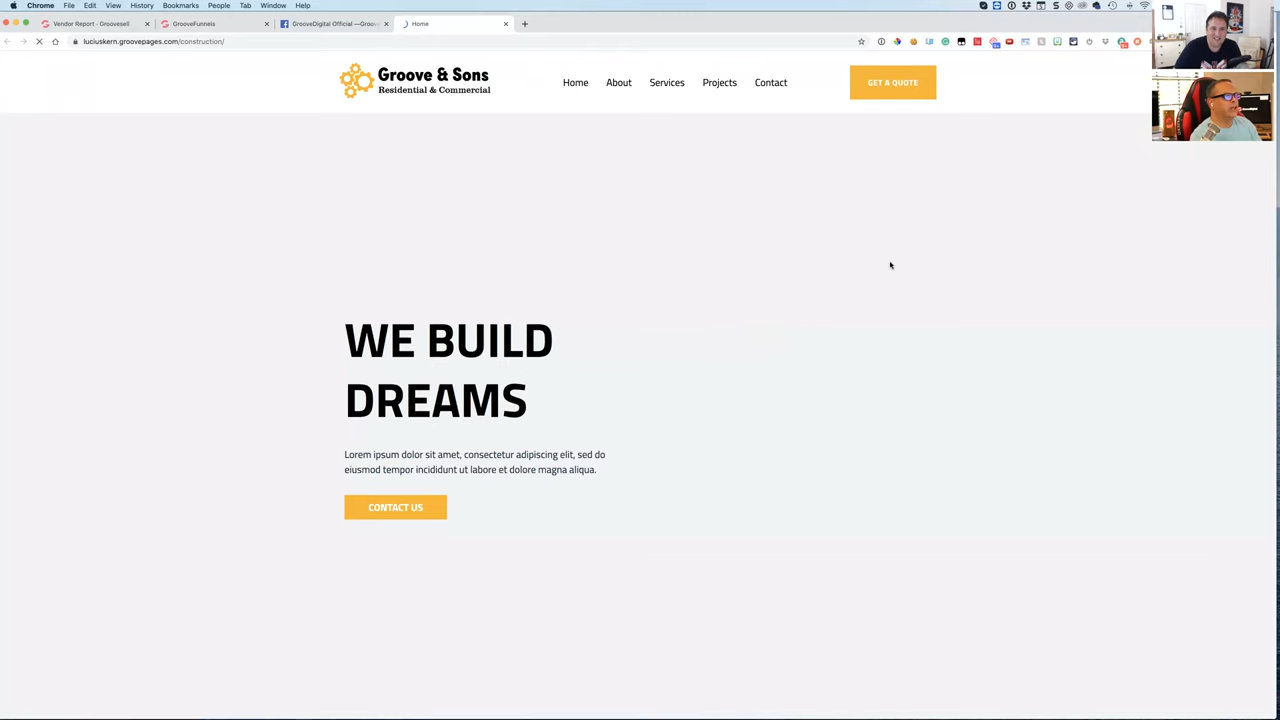 Chrome File Edit View History Bookmarks People Tab Window Help
Vendor Report - Groovesell
GrooveFunnels
GrooveDigital Official —Groov
Home
luciuskern.groovepages.com/construction/
Groove & Sons
Residential & Commercial
Home About Services Projects Contact
GET A QUOTE
WE BUILD
DREAMS
Lorem ipsum dolor sit amet, consectetur adipiscing elit, sed do
eiusmod tempor incididunt ut labore et dolore magna aliqua.
CONTACT US